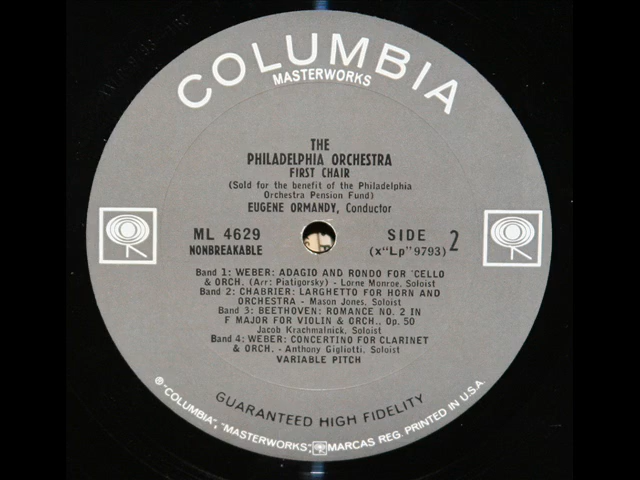 COLUMBIA
MASTERWORKS
THE
PHILADELPHIA ORCHESTRA
FIRST CHAIR
(Sold for the benefit of the Philadelphia
Orchestra Pension Fund)
EUGENE ORMANDY, Conductor
ML 4629
NONBREAKABLE
SIDE 2
(x"Lp" 9793)
Band 1: WEBER: ADAGIO AND RONDO FOR 'CELLO
& ORCH. (Arr: Piatigorsky) - Lorne Monroe, Soloist
Band 2: CHABRIER: LARGHETTO FOR HORN AND
ORCHESTRA - Mason Jones, Soloist
Band 3: BEETHOVEN: ROMANCE NO. 2 IN
F MAJOR FOR VIOLIN & ORCH., Op. 50
Jacob Krachmalnick, Soloist
Band 4: WEBER: CONCERTINO FOR CLARINET
& ORCH. - Anthony Gigliotti, Soloist
VARIABLE PITCH
GUARANTEED HIGH FIDELITY
® "COLUMBIA", "MASTERWORKS", MARCAS REG. PRINTED IN U.S.A.